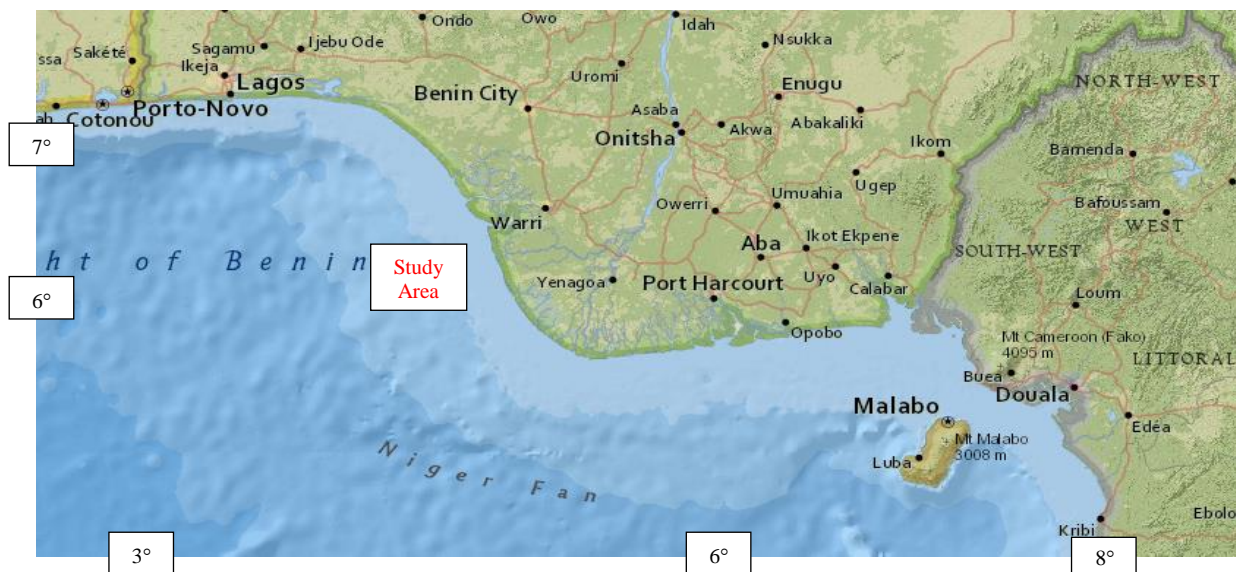 Ondo
Owo
Idah
Nsukka
Sakété
Sagamu
Ijebu Ode
ssa
Ikeja
Lagos
Uromi
Enugu
NORTH-WEST
Benin City
Porto-Novo
ah
Cotonou
Asaba
Akwa
Abakaliki
Onitsha
Ikom
Bamenda
7°
Ugep
Umuahia
Owerri
Bafoussam
WEST
Warri
Aba
Ikot Ekpene
SOUTH-WEST
ht of Benin
Study
Area
Yenagoa
Port Harcourt
Uyo
Calabar
6°
Loum
Opobo
Mt Cameroon (Fako)
4095 m
LITTORAL
Buea
Douala
Malabo
Edéa
Mt Malabo
3008 m
Luba
Niger Fan
Kribi
Ebolo
3°
6°
8°